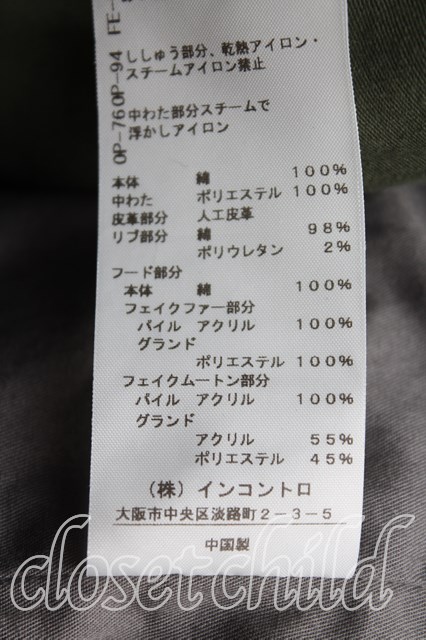 ししゅう部分、乾熱アイロン・
スチームアイロン禁止
中わた部分スチームで
浮かしアイロン
OP-760P-94 FE-
本体 綿 100%
中わた ポリエステル 100%
皮革部分 人工皮革
リブ部分 綿 98%
ポリウレタン 2%
フード部分
本体 綿 100%
フェイクファー部分
パイル アクリル 100%
グランド
ポリエステル 100%
フェイクムートン部分
パイル アクリル 100%
グランド
アクリル 55%
ポリエステル 45%
(株)インコントロ
大阪市中央区淡路町2-3-5
中国製
closet child